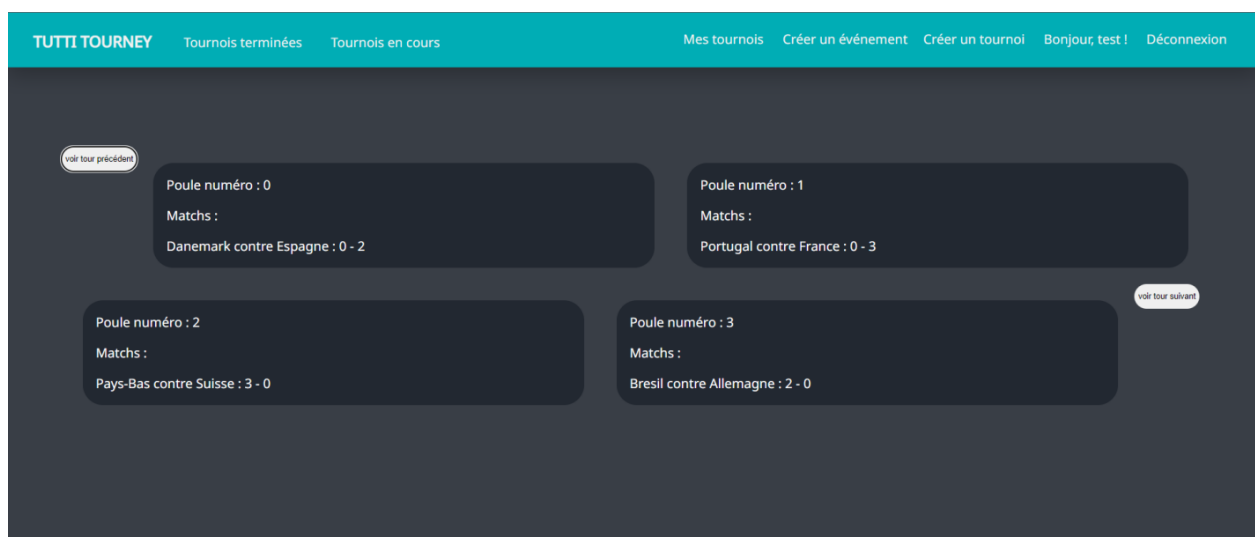 TUTTI TOURNEY Tournois terminées Tournois en cours Mes tournois Créer un événement Créer un tournoi Bonjour, test ! Déconnexion
voir tour précédent
Poule numéro : 0
Matchs :
Danemark contre Espagne : 0 - 2
Poule numéro : 1
Matchs :
Portugal contre France : 0 - 3
Poule numéro : 2
Matchs :
Pays-Bas contre Suisse : 3 - 0
Poule numéro : 3
Matchs :
Bresil contre Allemagne : 2 - 0
voir tour suivant